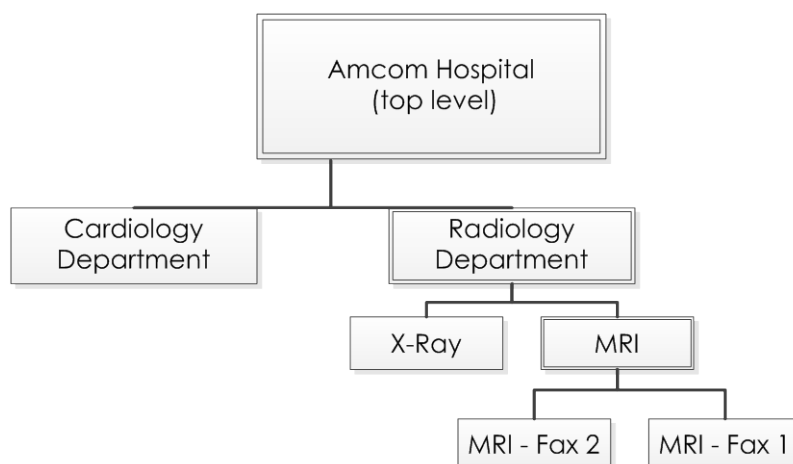 Amcom Hospital
(top level)
Cardiology
Department
Radiology
Department
X-Ray
MRI
MRI - Fax 2
MRI - Fax 1